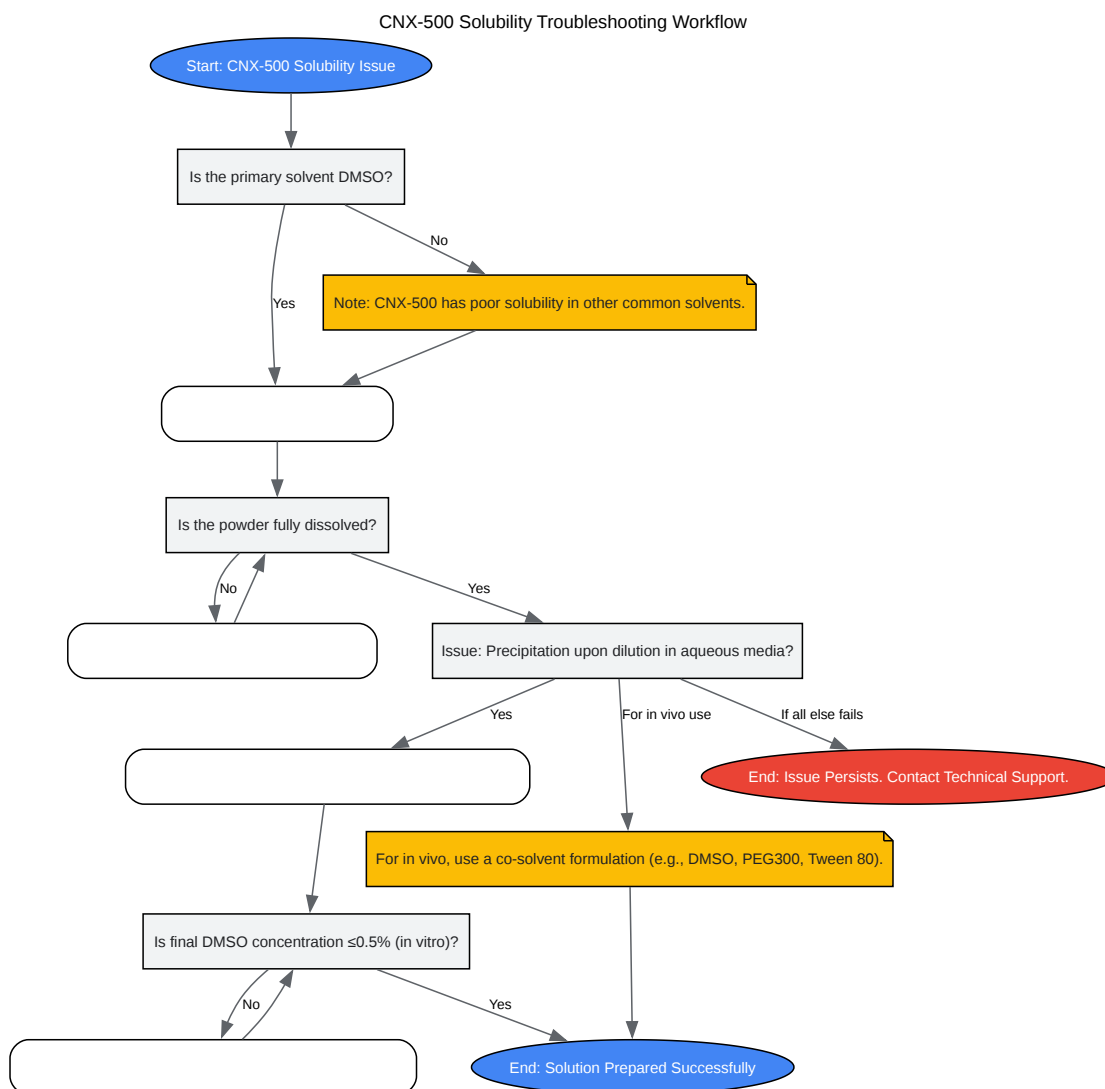 CNX-500 Solubility Troubleshooting Workflow
Start: CNX-500 Solubility Issue
Is the primary solvent DMSO?
No
Yes
Note: CNX-500 has poor solubility in other common solvents.
Is the powder fully dissolved?
No
Yes
Issue: Precipitation upon dilution in aqueous media?
Yes
For in vivo use
If all else fails
End: Issue Persists. Contact Technical Support.
For in vivo, use a co-solvent formulation (e.g., DMSO, PEG300, Tween 80).
Is final DMSO concentration ≤0.5% (in vitro)?
No
Yes
End: Solution Prepared Successfully